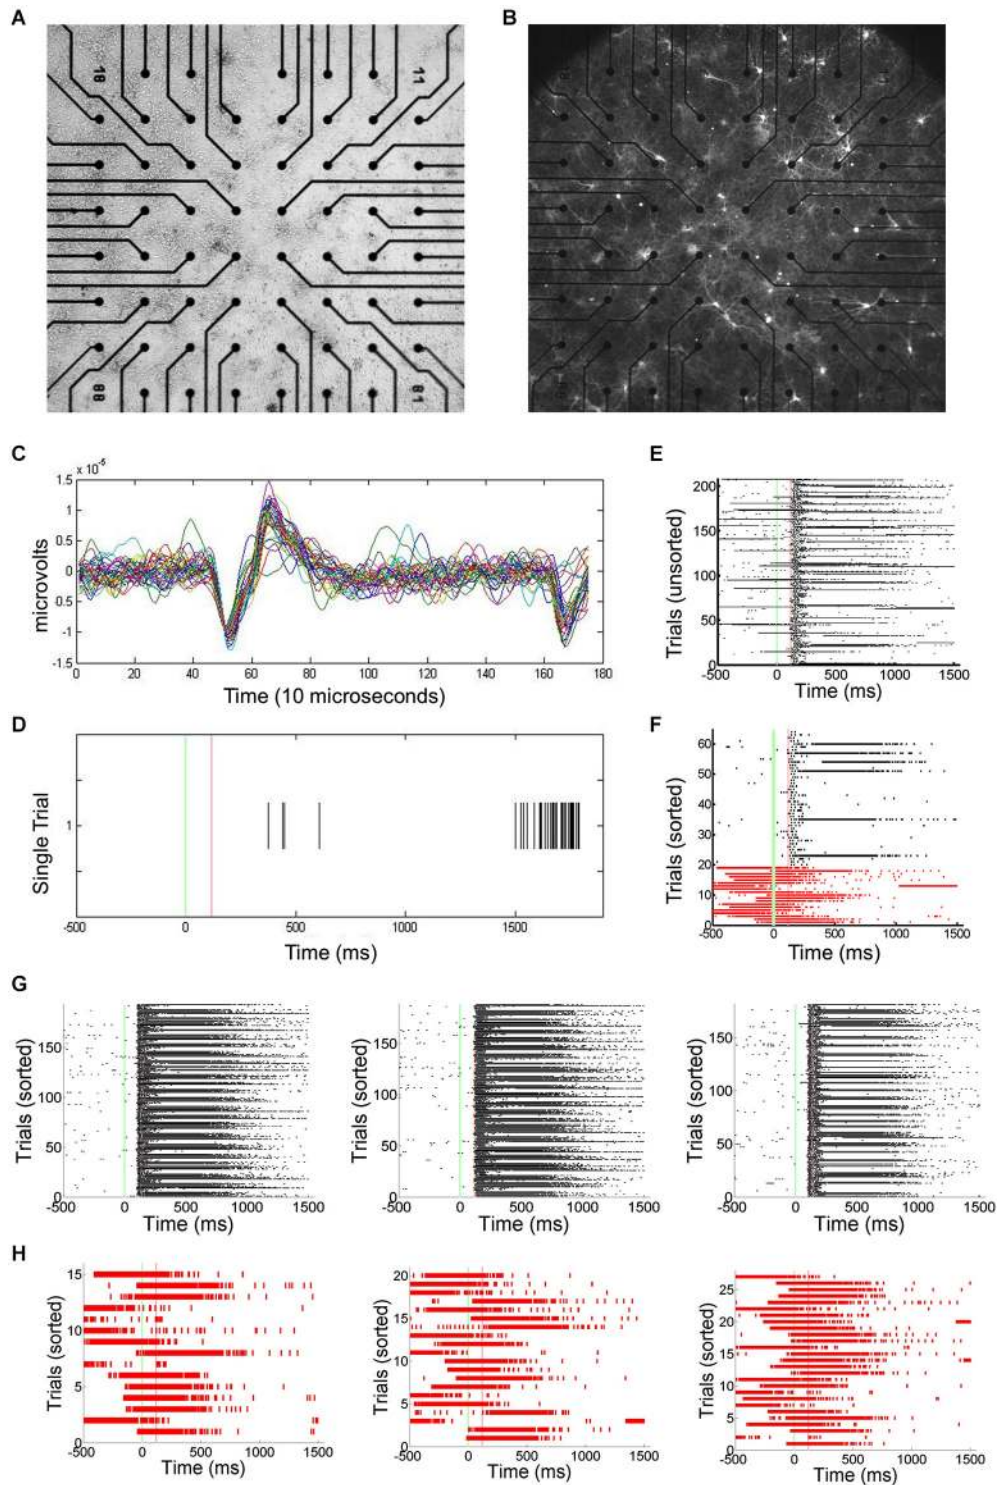 A
B
18
11
88
81
C
x 10⁻⁵
1.5
1
0.5
0
0.5
-1
-1.5
microvolts
0 20 40 60 80 100 120 140 160 180
Time (10 microseconds)
D
Single Trial
1
-500 0 500 1000 1500
Time (ms)
E
Trials (unsorted)
200
150
100
50
0
-500 0 500 1000 1500
Time (ms)
F
Trials (sorted)
60
50
40
30
20
10
0
-500 0 500 1000 1500
Time (ms)
G
Trials (sorted)
150
100
50
0
-500 0 5000 1000 1500
Time (ms)
Trials (sorted)
150
100
50
0
-500 0 5000 1000 1500
Time (ms)
Trials (sorted)
150
100
50
0
-500 0 5000 1000 1500
Time (ms)
H
Trials (sorted)
15
10
5
0
-500 0 500 1000 1500
Time (ms)
Trials (sorted)
20
15
10
5
0
-500 0 500 1000 1500
Time (ms)
Trials (sorted)
25
20
15
10
5
0
-500 0 500 1000 1500
Time (ms)